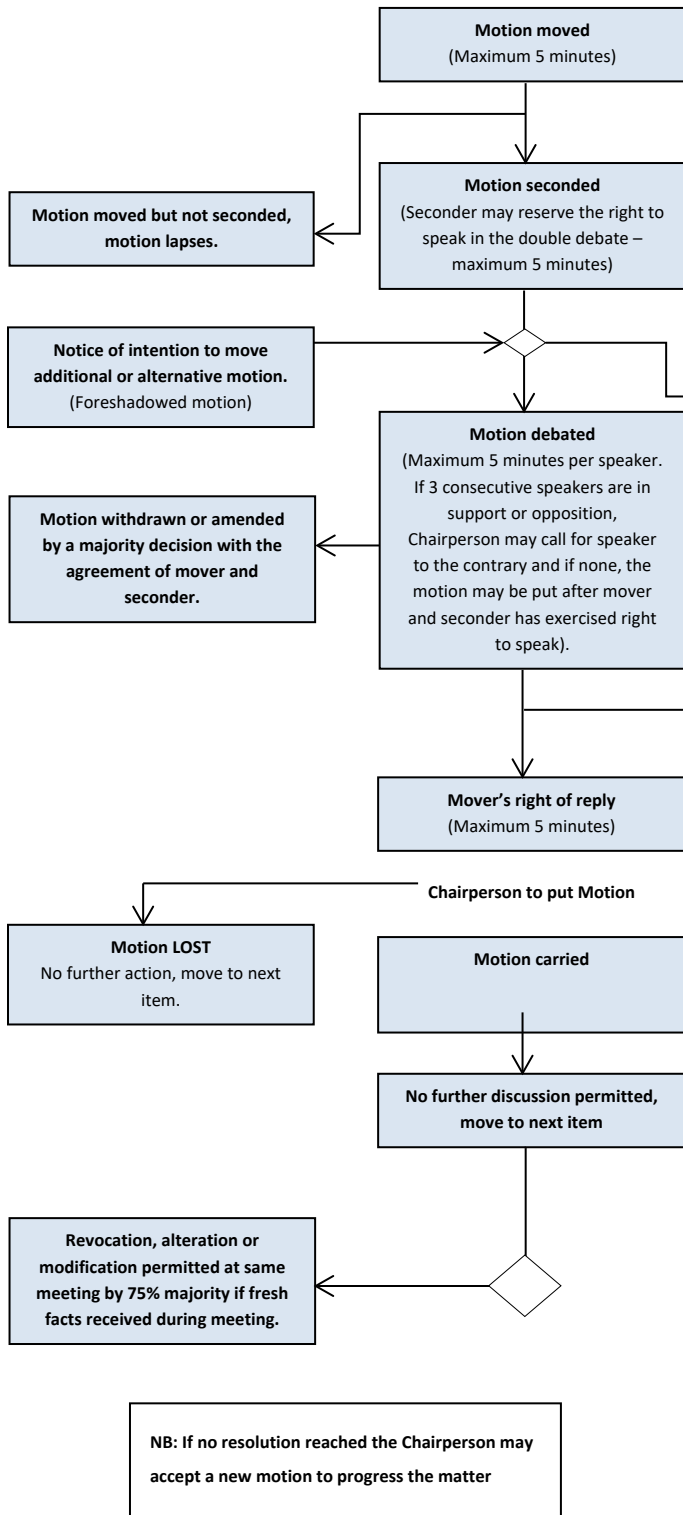 Motion moved
(Maximum 5 minutes)
Motion seconded
(Seconder may reserve the right to
speak in the double debate –
maximum 5 minutes)
Motion moved but not seconded,
motion lapses.
Notice of intention to move
additional or alternative motion.
(Foreshadowed motion)
Motion debated
(Maximum 5 minutes per speaker.
If 3 consecutive speakers are in
support or opposition,
Chairperson may call for speaker
to the contrary and if none, the
motion may be put after mover
and seconder has exercised right
to speak).
Motion withdrawn or amended
by a majority decision with the
agreement of mover and
seconder.
Mover’s right of reply
(Maximum 5 minutes)
Chairperson to put Motion
Motion LOST
No further action, move to next
item.
Motion carried
No further discussion permitted,
move to next item
Revocation, alteration or
modification permitted at same
meeting by 75% majority if fresh
facts received during meeting.
NB: If no resolution reached the Chairperson may
accept a new motion to progress the matter